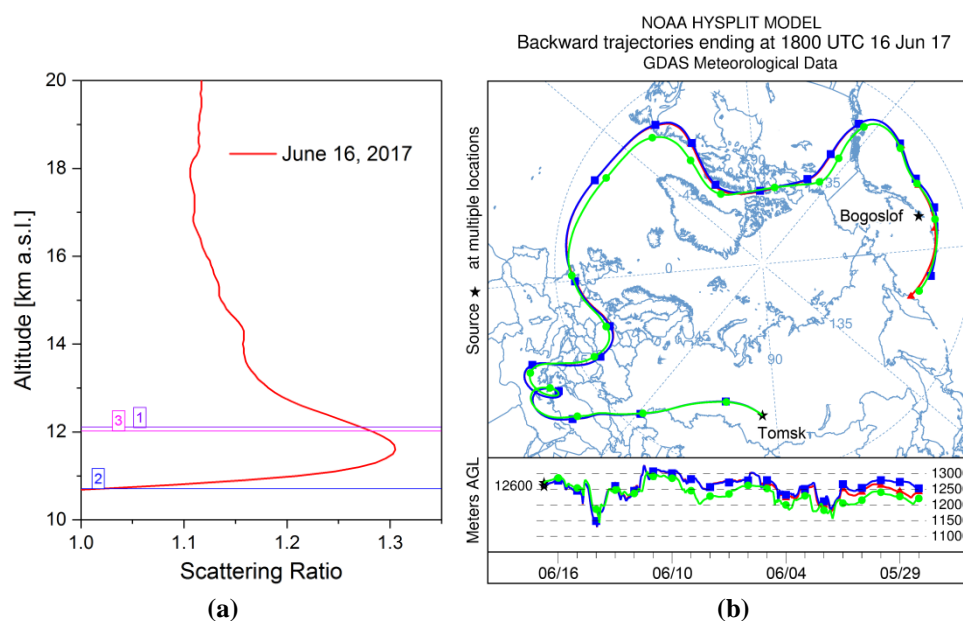 20
18
16
14
12
10
Altitude [km a.s.l.]
June 16, 2017
3
1
2
1.0
1.1
1.2
1.3
Scattering Ratio
(a)
NOAA HYSPLIT MODEL
Backward trajectories ending at 1800 UTC 16 Jun 17
GDAS Meteorological Data
Source ★ at multiple locations
90
135
Bogoslof
0
45
45
135
90
Tomsk
Meters AGL
12600
13000
12500
12000
11500
11000
06/16
06/10
06/04
05/29
(b)